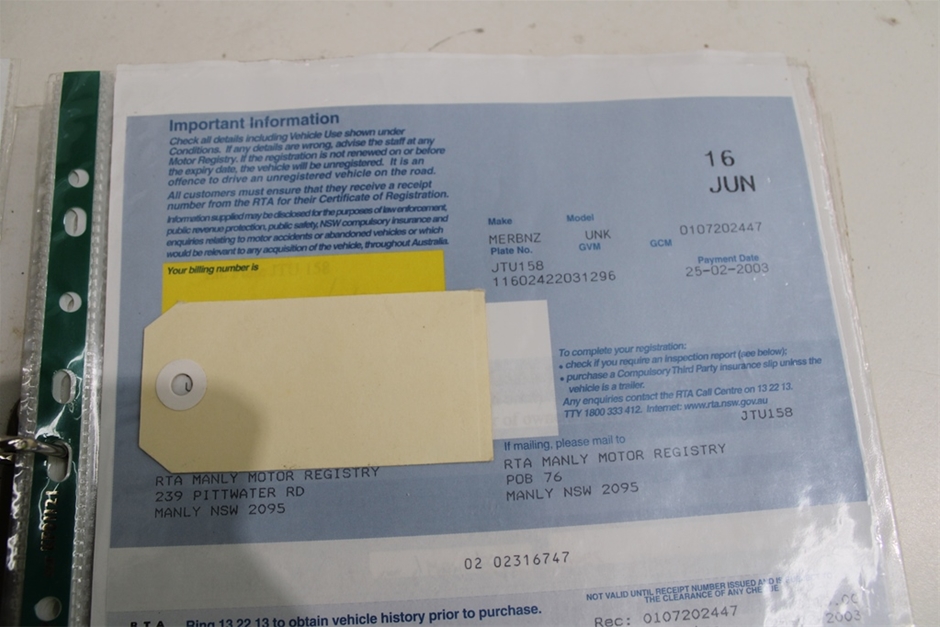 Important Information
Check all details including Vehicle Use shown under
Conditions. If any details are wrong, advise the staff at any
Motor Registry. If the registration is not renewed on or before
the expiry date, the vehicle will be unregistered. It is an
offence to drive an unregistered vehicle on the road.
All customers must ensure that they receive a receipt
number from the RTA for their Certificate of Registration.
Information supplied may be disclosed for the purposes of law enforcement,
public revenue protection, public safety, NSW compulsory insurance and
enquiries relating to motor accidents or abandoned vehicles or which
would be relevant to any acquisition of the vehicle, throughout Australia.
Your billing number is
16
JUN
Make Model
MERBNZ UNK 0107202447
Plate No. GVM GCM
JTU158 Payment Date
11602422031296 25-02-2003
To complete your registration:
• check if you require an inspection report (see below);
• purchase a Compulsory Third Party insurance slip unless the
vehicle is a trailer.
Any enquiries contact the RTA Call Centre on 13 22 13.
TTY 1800 333 412. Internet: www.rta.nsw.gov.au
JTU158
If mailing, please mail to
RTA MANLY MOTOR REGISTRY
POB 76
MANLY NSW 2095
RTA MANLY MOTOR REGISTRY
239 PITTWATER RD
MANLY NSW 2095
02 02316747
NOT VALID UNTIL RECEIPT NUMBER ISSUED AND IS
THE CLEARANCE OF ANY CHEQUE
RTA Ring 13 22 13 to obtain vehicle history prior to purchase.
Rec: 0107202447
2003